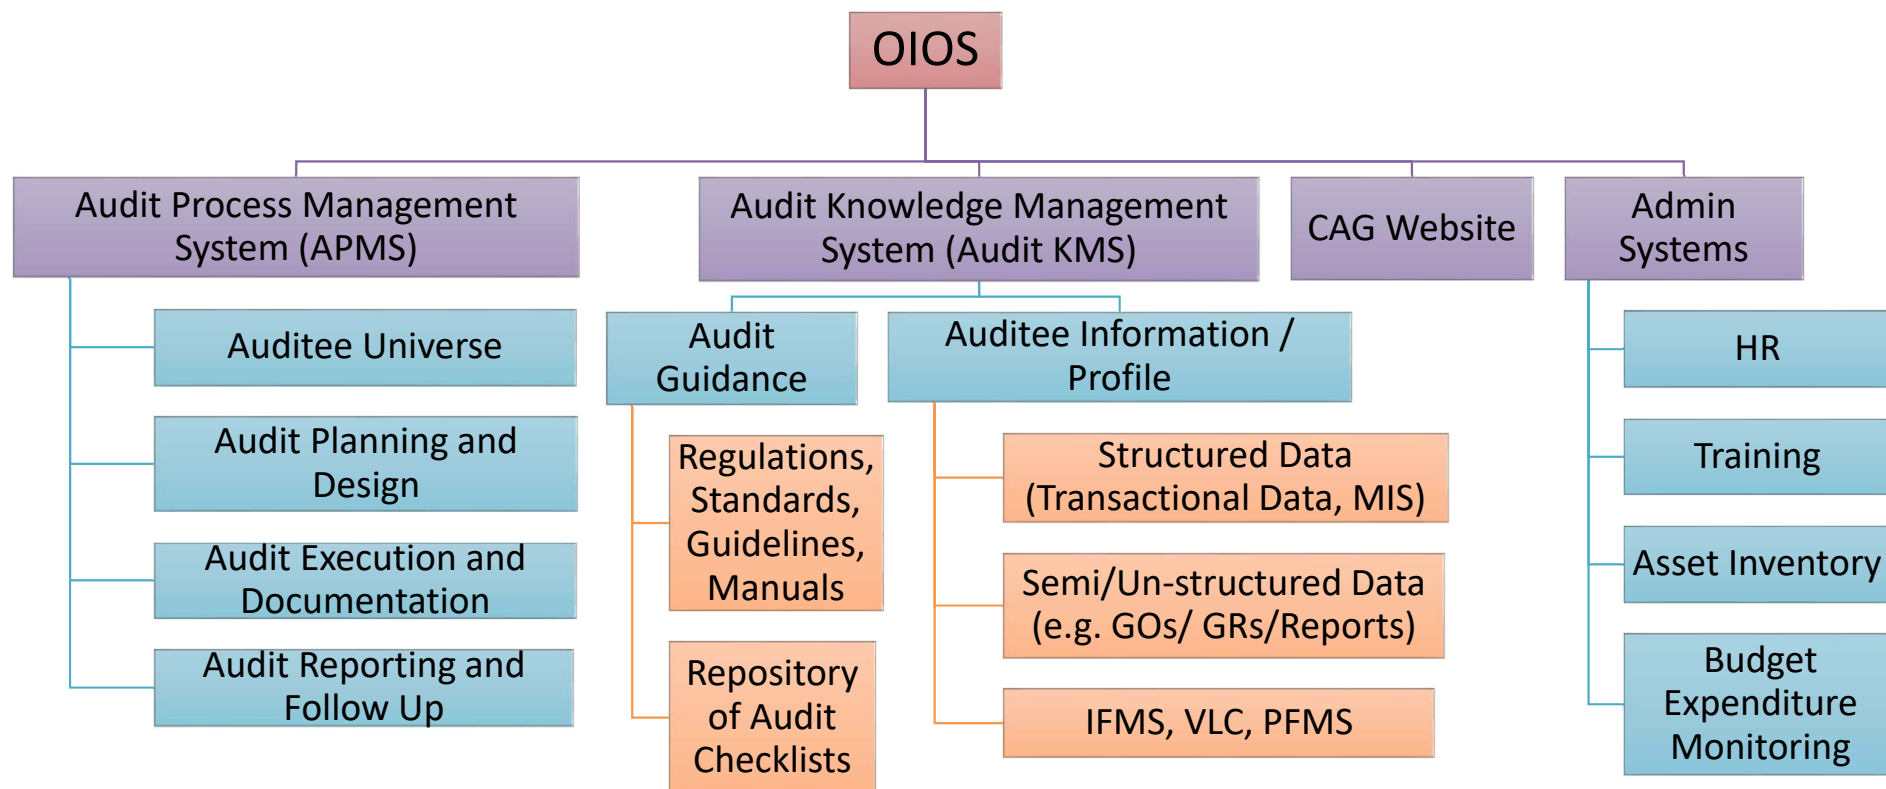 OIOS
Audit Process Management
System (APMS)
Auditee Universe
Audit Planning and
Design
Audit Execution and
Documentation
Audit Reporting and
Follow Up
Audit Knowledge Management
System (Audit KMS)
Audit
Guidance
Regulations,
Standards,
Guidelines,
Manuals
Repository
of Audit
Checklists
Auditee Information /
Profile
Structured Data
(Transactional Data, MIS)
Semi/Un-structured Data
(e.g. GOs/ GRs/Reports)
IFMS, VLC, PFMS
CAG Website
Admin
Systems
HR
Training
Asset Inventory
Budget
Expenditure
Monitoring